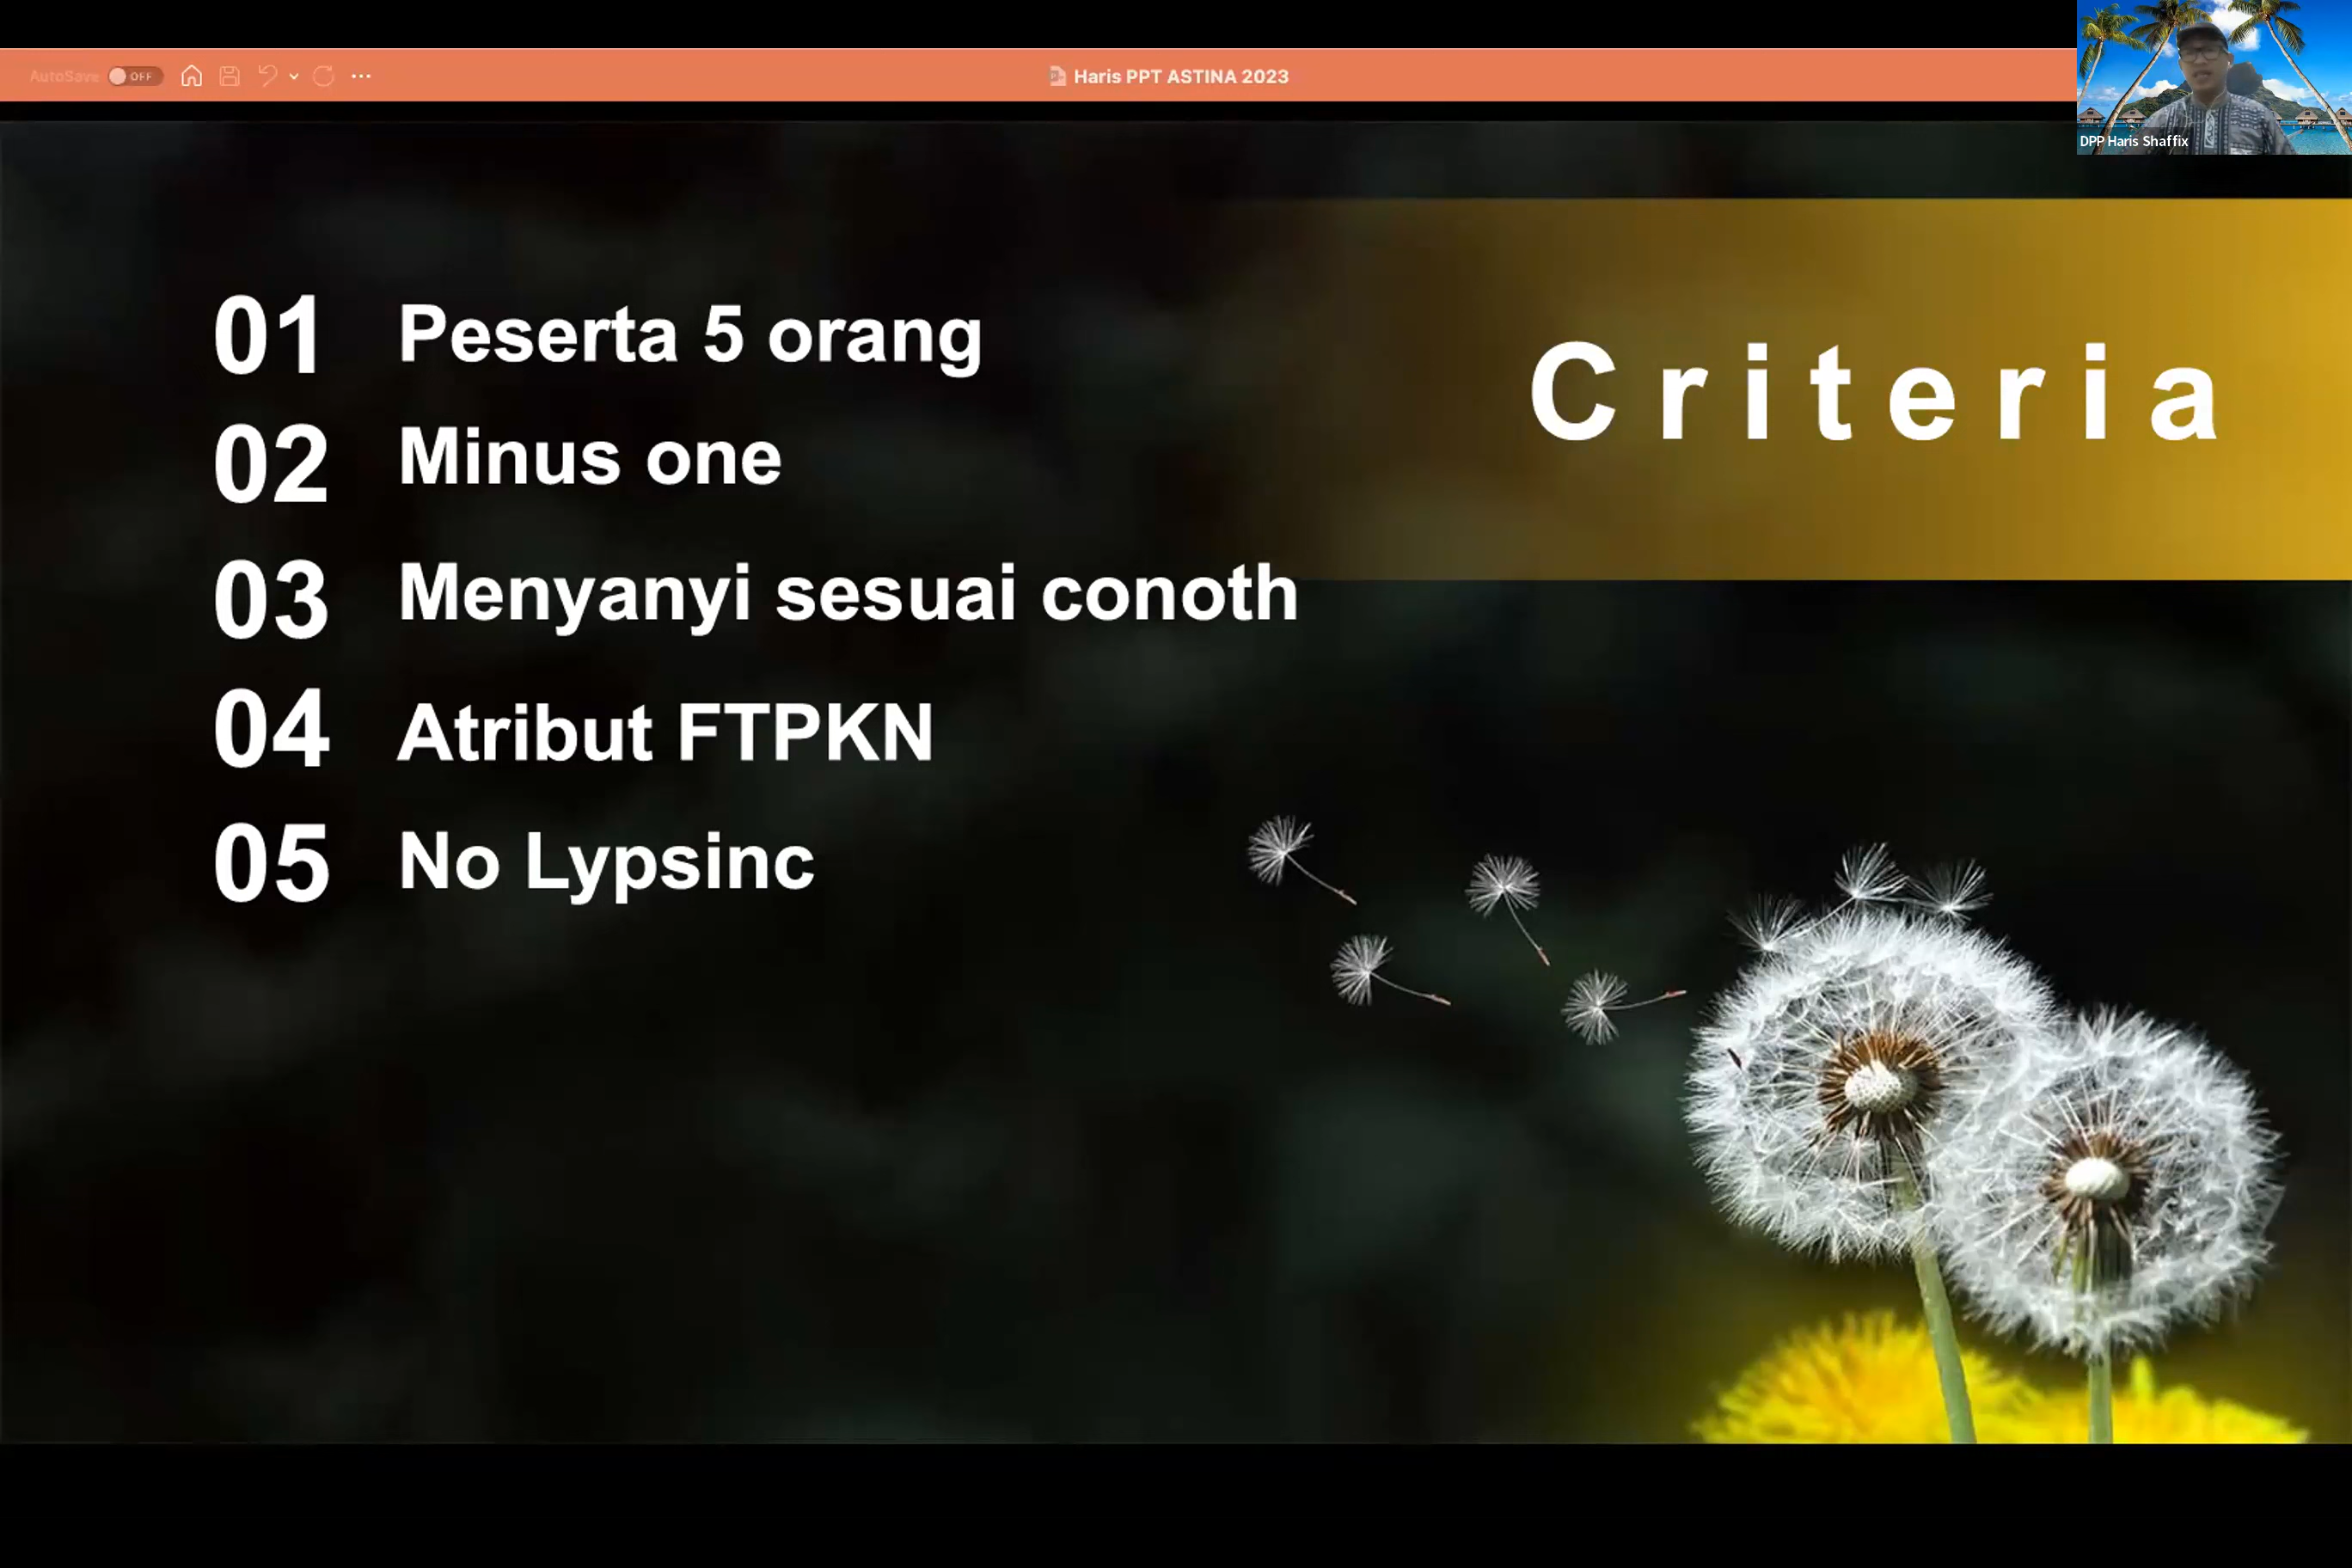 AutoSave OFF
Haris PPT ASTINA 2023
DPP Haris Shaffix
Criteria
01 Peserta 5 orang
02 Minus one
03 Menyanyi sesuai conoth
04 Atribut FTPKN
05 No Lypsinc